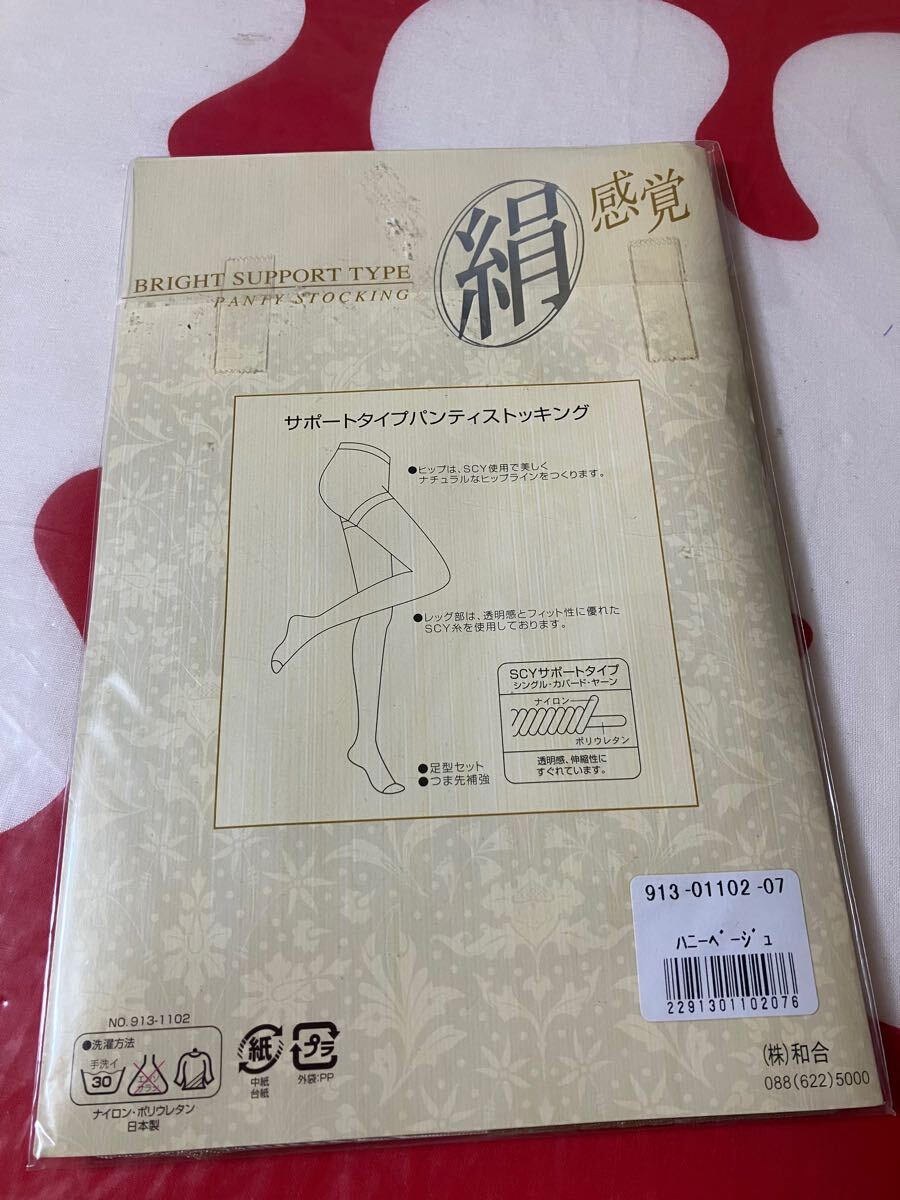 絹 感覚
BRIGHT SUPPORT TYPE
PANTY STOCKING
サポートタイプパンティストッキング
●ヒップは、SCY使用で美しく
ナチュラルなヒップラインをつくります。
●レッグ部は、透明感とフィット性に優れた
SCY糸を使用しております。
SCYサポートタイプ
シングル・カバード・ヤーン
ナイロン
ポリウレタン
透明感、伸縮性に
すぐれています。
●足型セット
●つま先補強
913-01102-07
ﾊﾆｰﾍﾞｰｼﾞｭ
2291301102076
NO.913-1102
●洗濯方法
手洗イ
30
エンソ
サラシ
ナイロン・ポリウレタン
日本製
紙
中紙
台紙
プラ
外袋:PP
(株)和合
088(622)5000